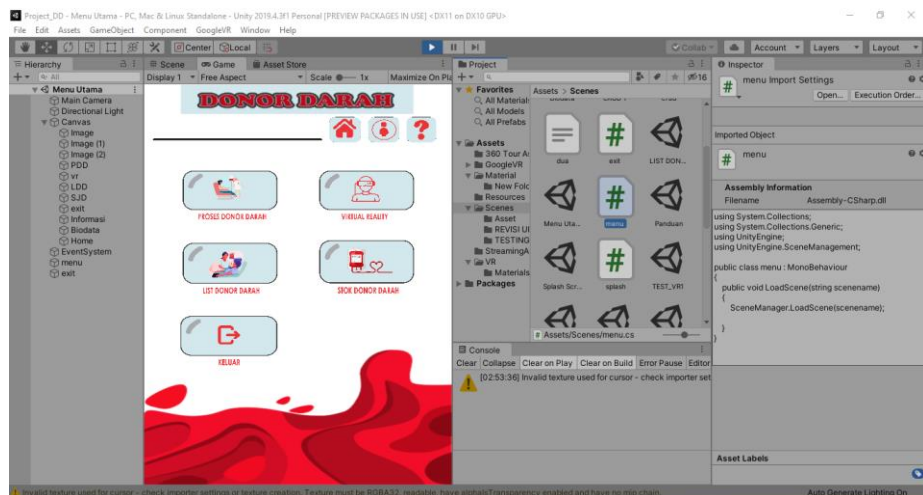 Project_DD - Menu Utama - PC, Mac & Linux Standalone - Unity 2019.4.3f1 Personal [PREVIEW PACKAGES IN USE] <DX11 on DX10 GPU>
File Edit Assets GameObject Component GoogleVR Window Help
Center Local Collab Account Layers Layout
Hierarchy
All
Menu Utama
Main Camera
Directional Light
Canvas
Image
Image (1)
Image (2)
PDD
vr
LDD
SJD
exit
Informasi
Biodata
Home
EventSystem
menu
exit
Scene Game Asset Store
Display 1 Free Aspect Scale 1x Maximize On Pla
DONOR DARAH
?
PROSES DONOR DARAH
VIRTUAL REALITY
LIST DONOR DARAH
STOK DONOR DARAH
KELUAR
Project
16
Favorites
All Material
All Models
All Prefabs
Assets
360 Tour A
GoogleVR
Material
New Fold
Resources
Scenes
Asset
REVISI UI
TESTING
StreamingA
VR
Materials
Packages
Assets > Scenes
dua exit LIST DON...
Menu Uta... menu Panduan
Splash Scr... splash TEST_VR1
Assets/Scenes/menu.cs
Console
Clear Collapse Clear on Play Clear on Build Error Pause Editor
[02:53:36] Invalid texture used for cursor - check importer set
Inspector
menu Import Settings
Open... Execution Order...
Imported Object
menu
Assembly Information
Filename Assembly-CSharp.dll
using System.Collections;
using System.Collections.Generic;
using UnityEngine;
using UnityEngine.SceneManagement;
public class menu : MonoBehaviour
{
public void LoadScene(string scenename)
{
SceneManager.LoadScene(scenename);
}
}
Asset Labels
Invalid texture used for cursor - check importer settings or texture creation. Texture must be RGBA32, readable, have alphaIsTransparency enabled and have no mip chain.
Auto Generate Lighting On